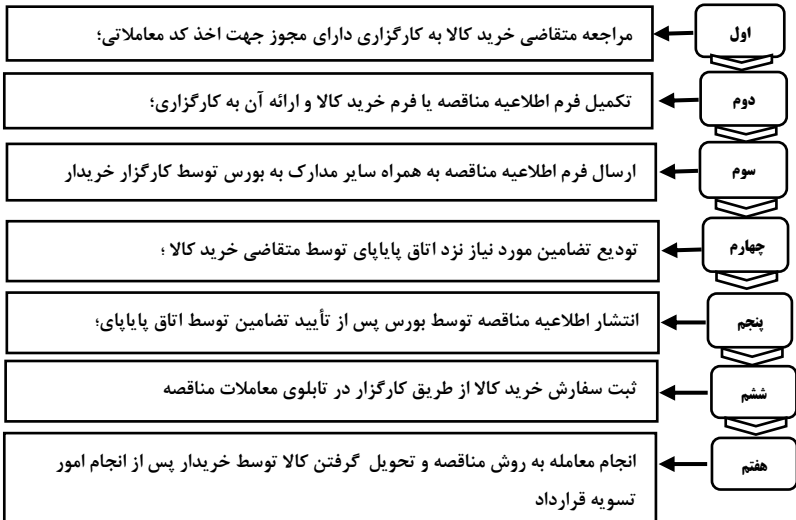 اول
مراجعه متقاضی خرید کالا به کارگزاری دارای مجوز جهت اخذ کد معاملاتی؛
دوم
تکمیل فرم اطلاعیه مناقصه یا فرم خرید کالا و ارائه آن به کارگزاری؛
سوم
ارسال فرم اطلاعیه مناقصه به همراه سایر مدارک به بورس توسط کارگزار خریدار
چهارم
تودیع تضامین مورد نیاز نزد اتاق پایاپای توسط متقاضی خرید کالا ؛
پنجم
انتشار اطلاعیه مناقصه توسط بورس پس از تأیید تضامین توسط اتاق پایاپای؛
ششم
ثبت سفارش خرید کالا از طریق کارگزار در تابلوی معاملات مناقصه
هفتم
انجام معامله به روش مناقصه و تحویل گرفتن کالا توسط خریدار پس از انجام امور
تسویه قرارداد